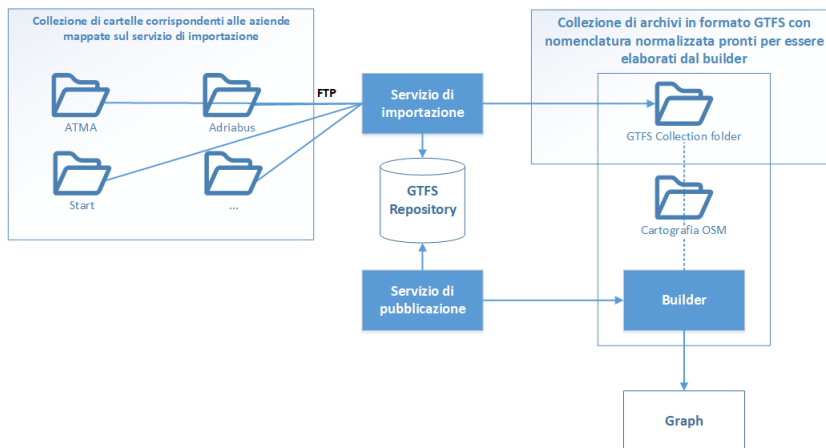 Collezione di cartelle corrispondenti alle aziende
mappate sul servizio di importazione
Collezione di archivi in formato GTFS con
nomenclatura normalizzata pronti per essere
elaborati dal builder
FTP
Servizio di
importazione
ATMA
Adriabus
GTFS Collection folder
Start
...
GTFS
Repository
Cartografia OSM
Servizio di
pubblicazione
Builder
Graph